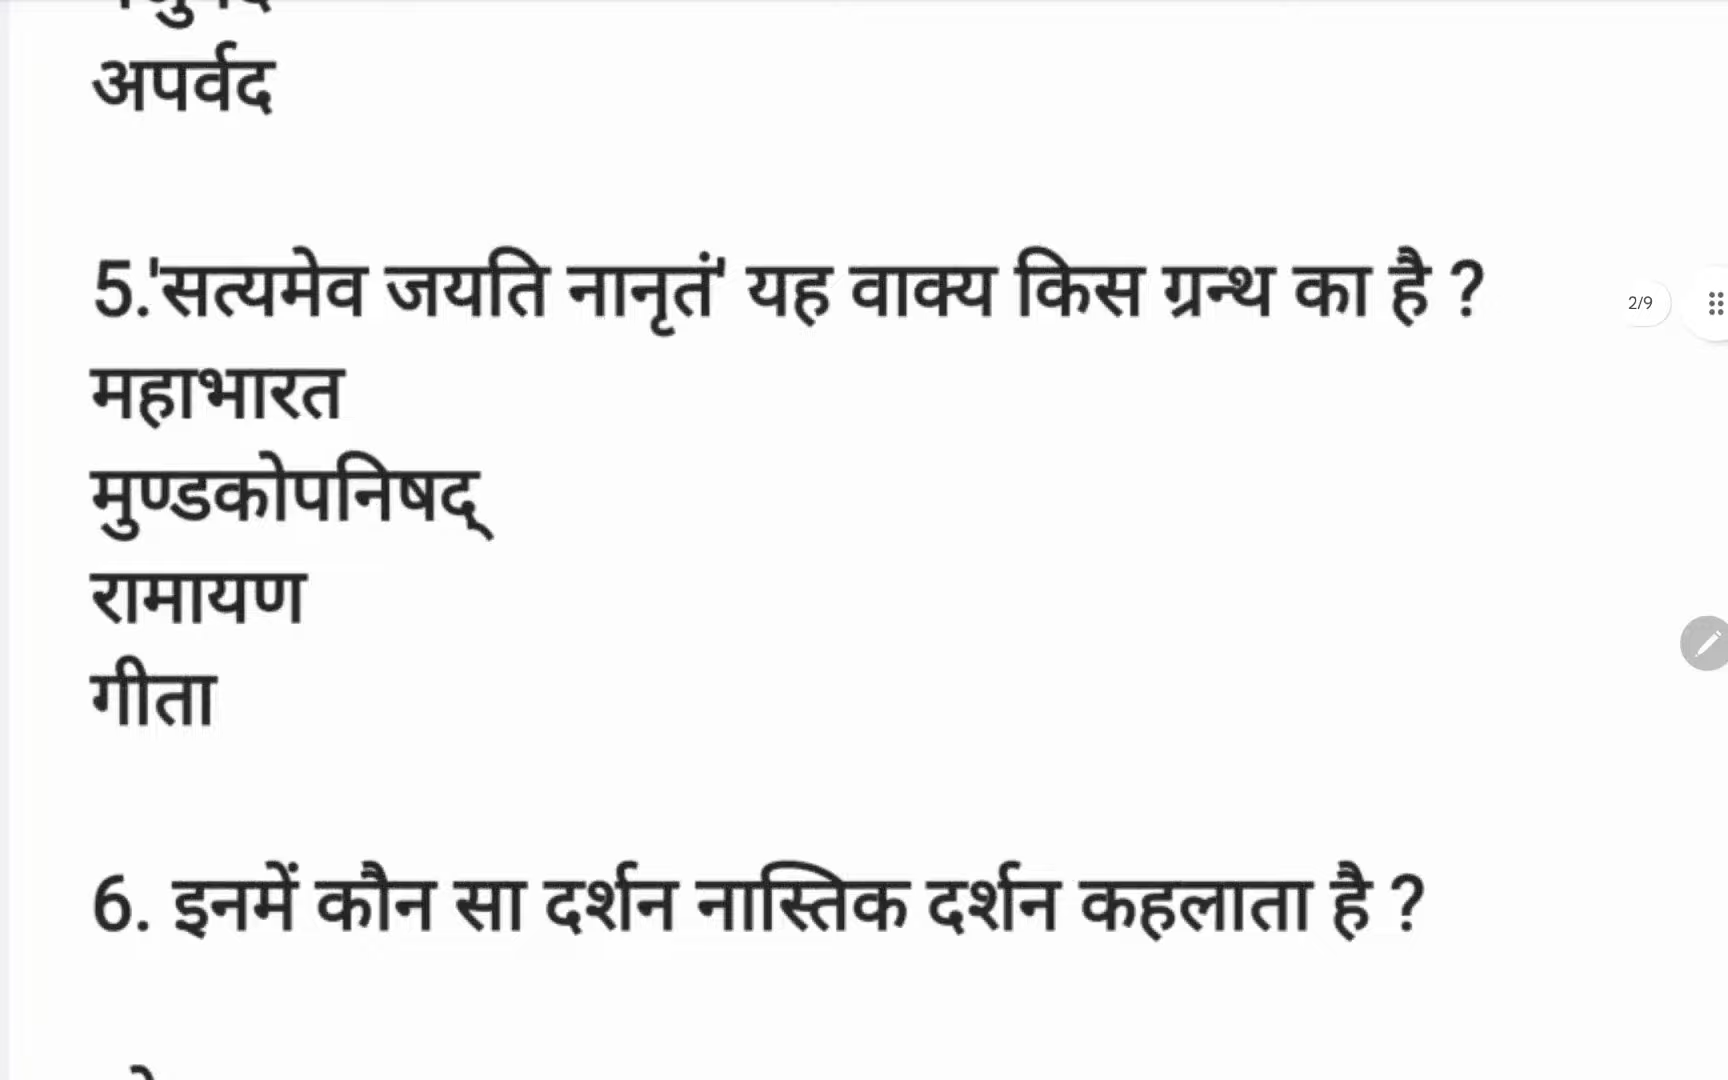 अपर्वद
5.'सत्यमेव जयति नानृतं' यह वाक्य किस ग्रन्थ का है ?
2/9
महाभारत
मुण्डकोपनिषद्
रामायण
गीता
6. इनमें कौन सा दर्शन नास्तिक दर्शन कहलाता है ?